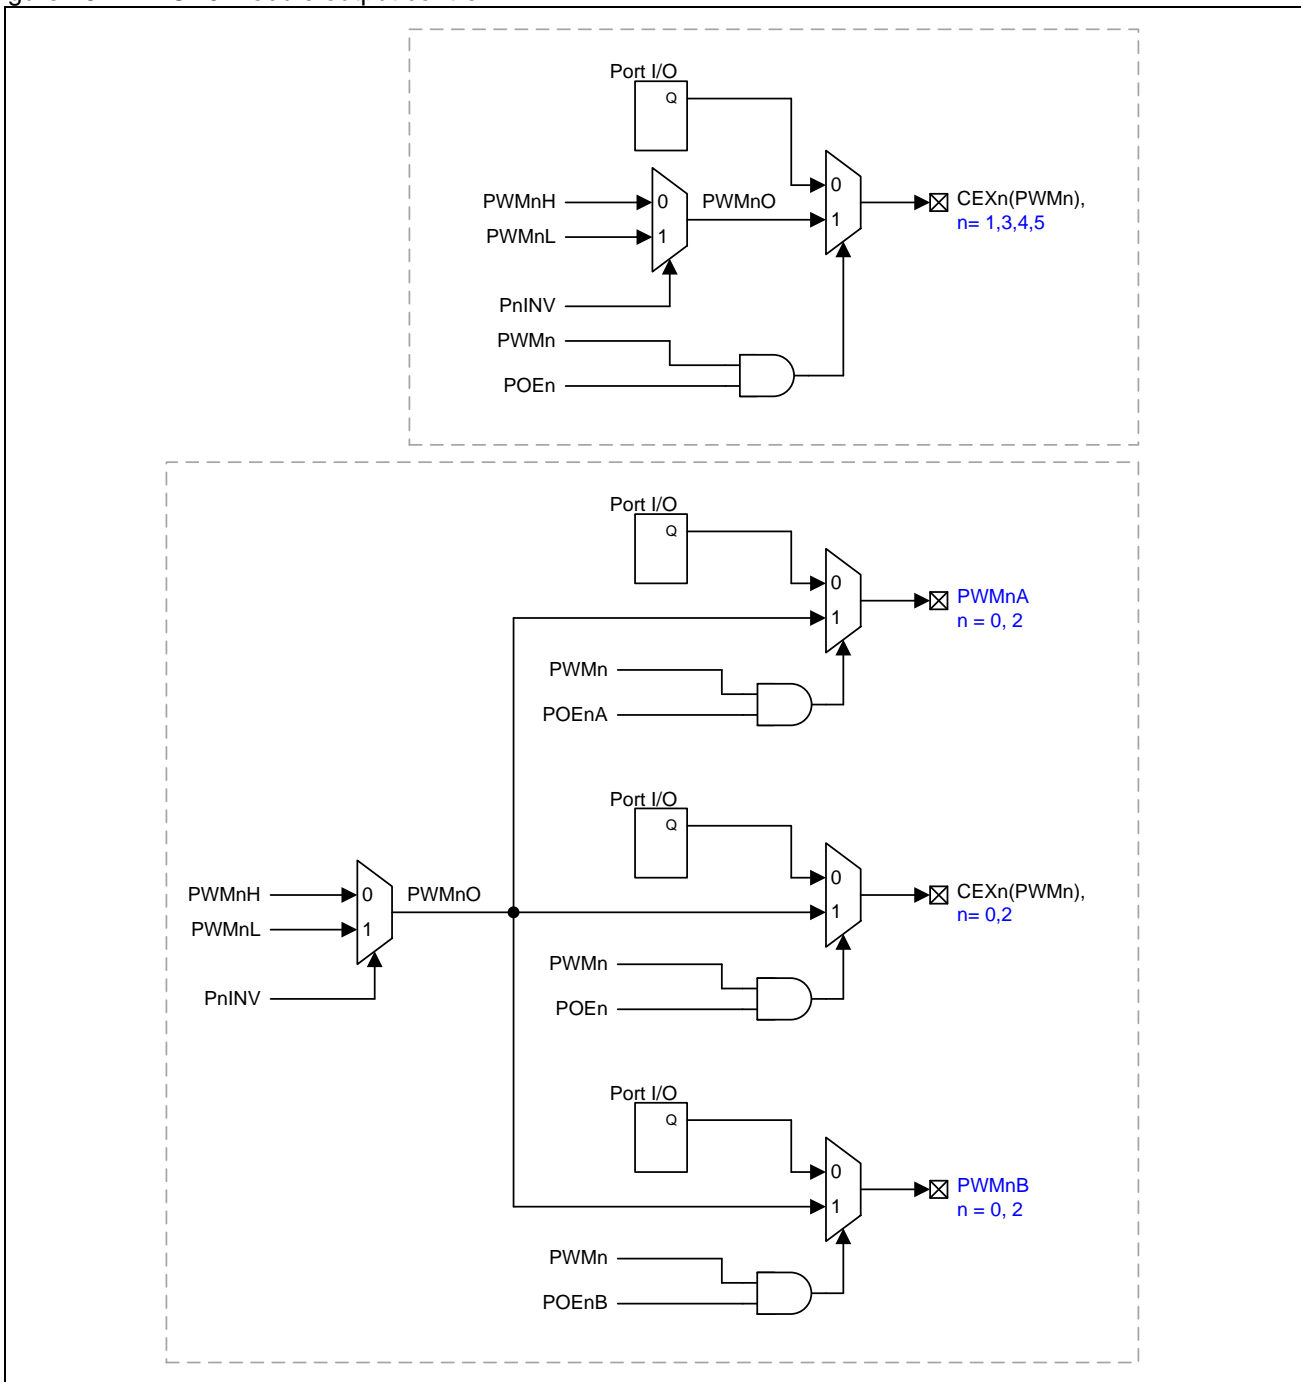 Port I/O
Q
0
PWMnH
0
PWMnO
CEXn(PWMn),
1
n= 1,3,4,5
PWMnL
1
PnINV
PWMn
POEn
Port I/O
Q
0
PWMnA
1
n = 0, 2
PWMn
POEnA
Port I/O
Q
0
PWMnH
0
PWMnO
CEXn(PWMn),
1
n= 0,2
PWMnL
1
PWMn
PnINV
POEn
Port I/O
Q
0
PWMnB
1
n = 0, 2
PWMn
POEnB